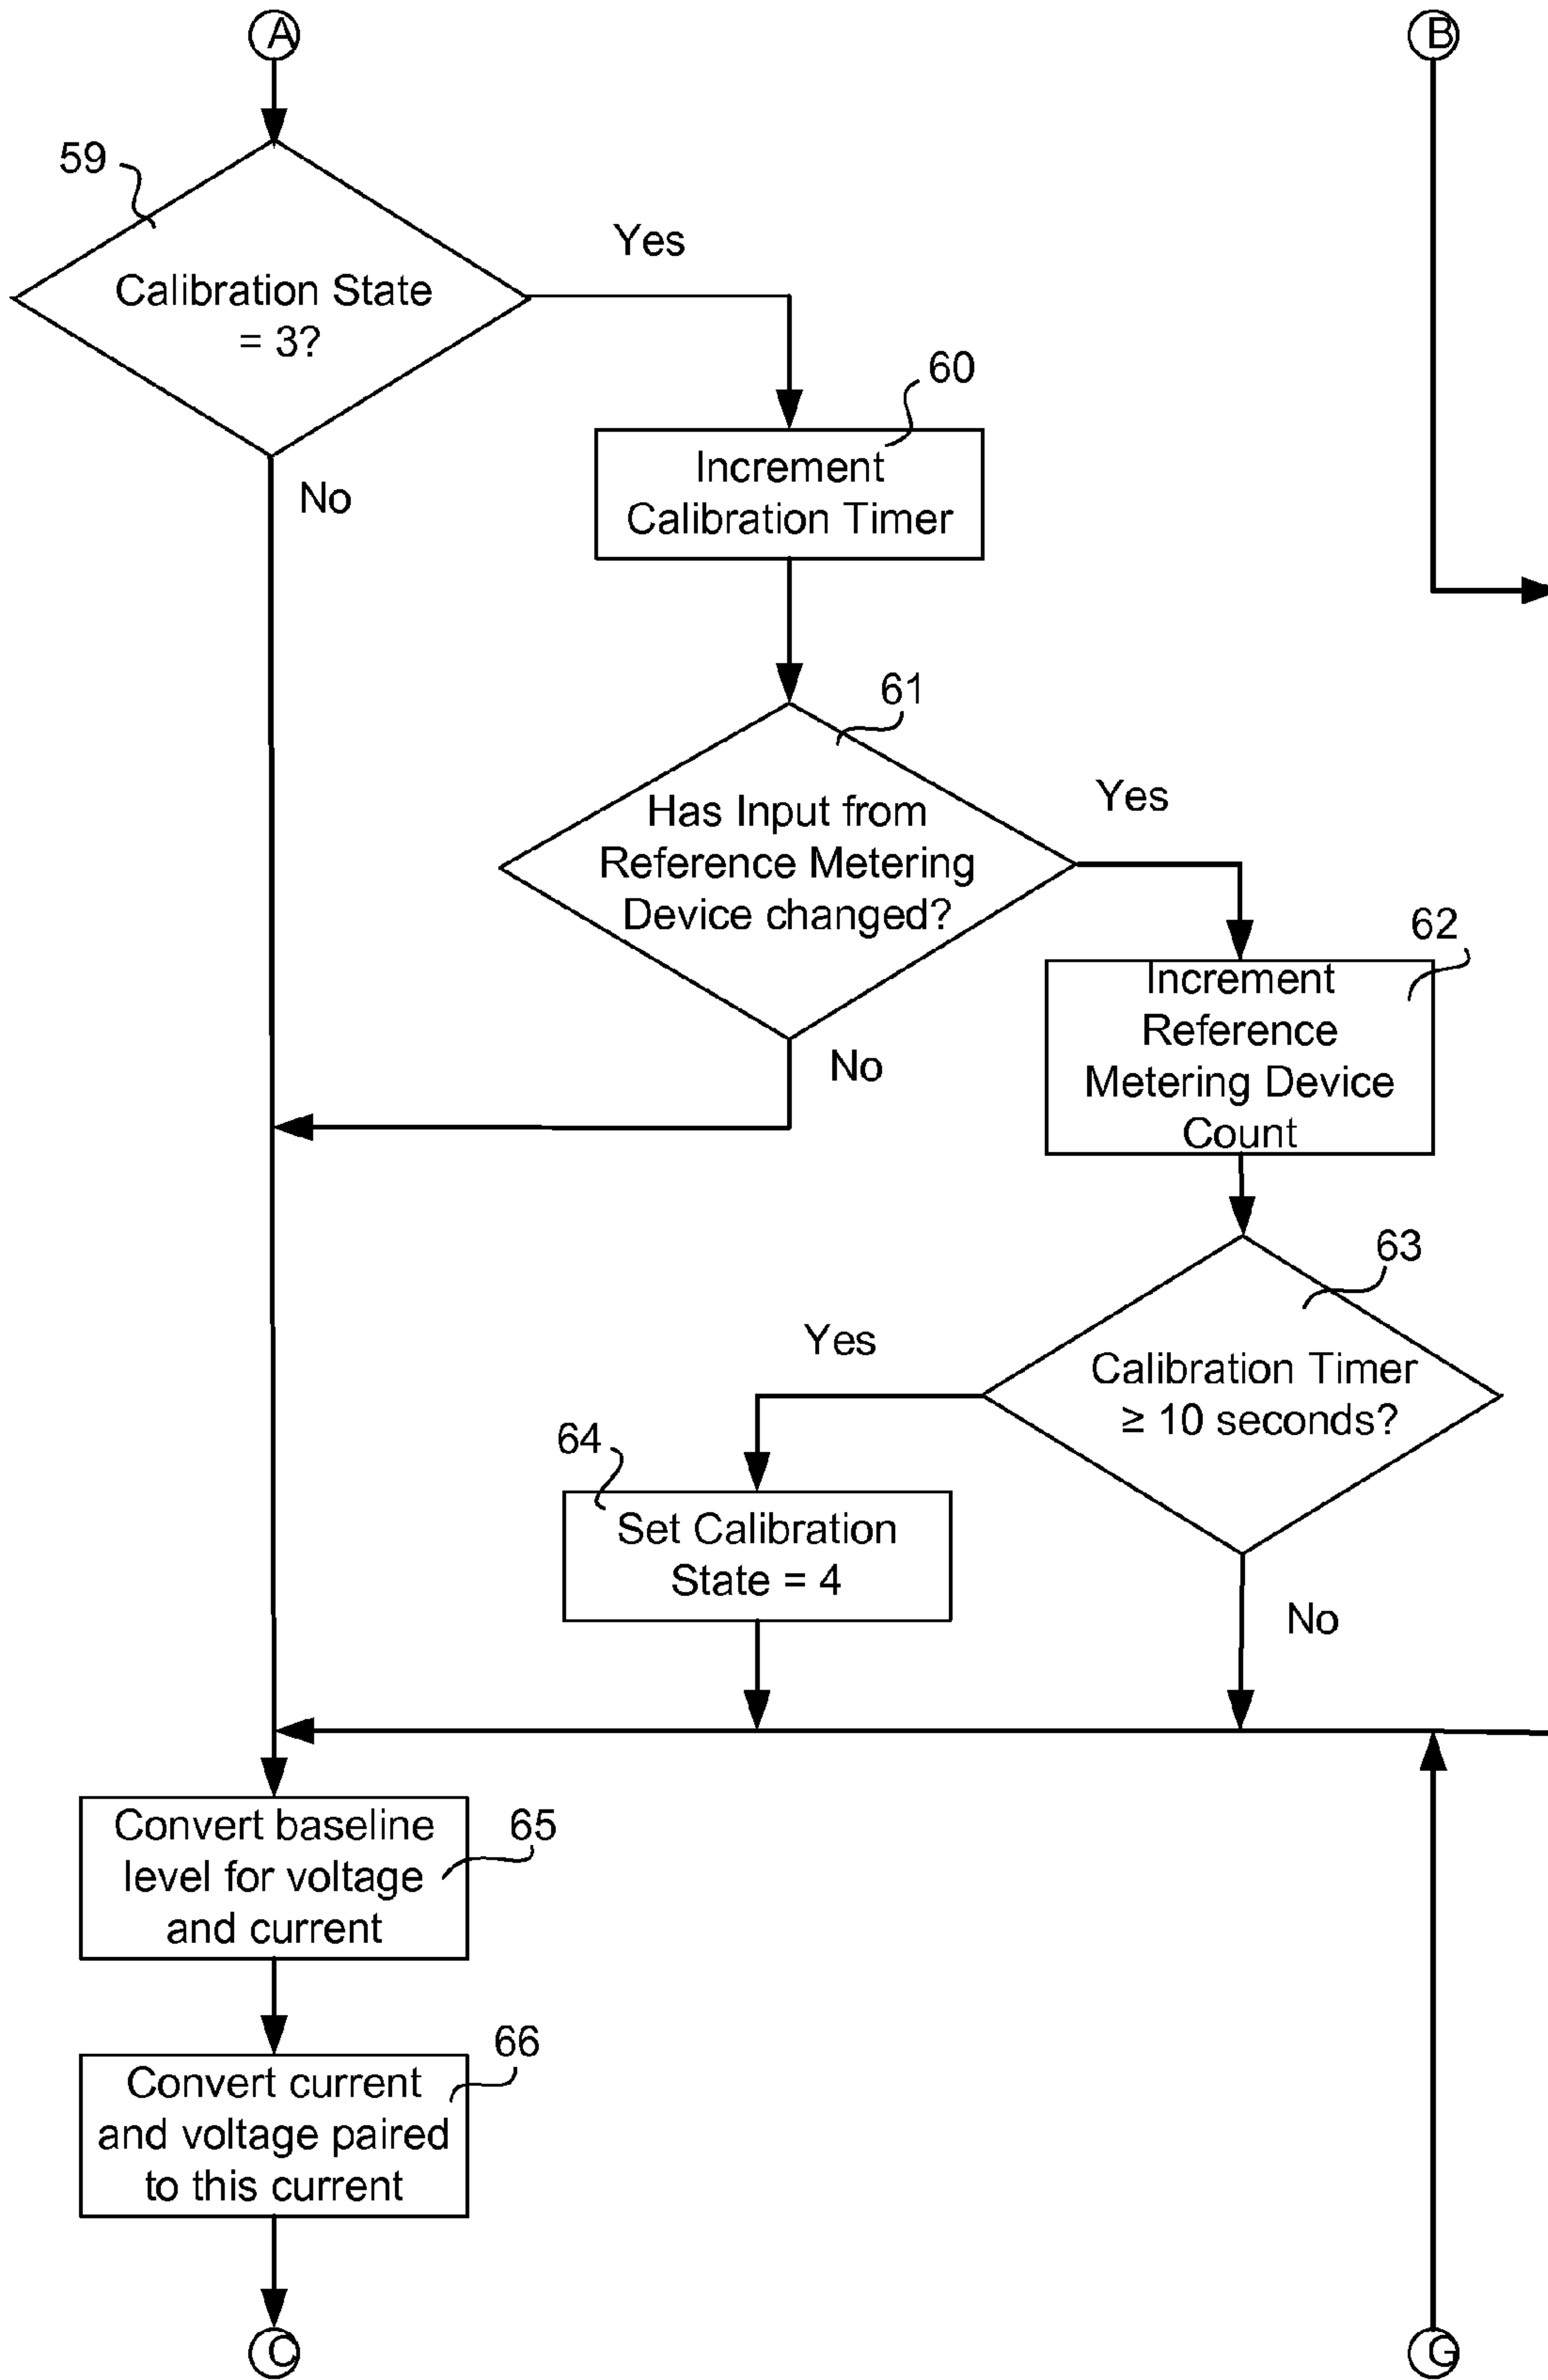 A
B
59
Yes
Calibration State
= 3?
60
Increment
Calibration Timer
No
61
Yes
Has Input from
Reference Metering
Device changed?
62
Increment
Reference
Metering Device
Count
No
63
Yes
Calibration Timer
≥ 10 seconds?
64
Set Calibration
State = 4
No
Convert baseline
level for voltage
and current
65
66
Convert current
and voltage paired
to this current
C
G